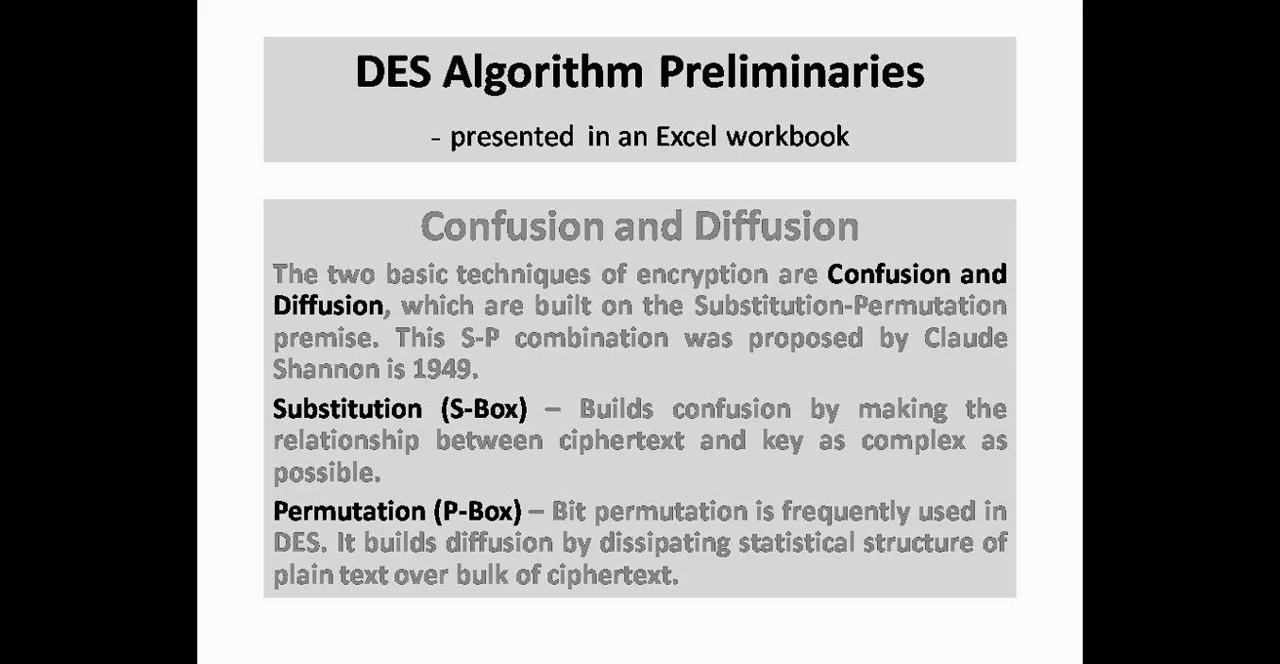 DES Algorithm Preliminaries
- presented in an Excel workbook
Confusion and Diffusion
The two basic techniques of encryption are Confusion and
Diffusion, which are built on the Substitution-Permutation
premise. This S-P combination was proposed by Claude
Shannon is 1949.
Substitution (S-Box) – Builds confusion by making the
relationship between ciphertext and key as complex as
possible.
Permutation (P-Box) – Bit permutation is frequently used in
DES. It builds diffusion by dissipating statistical structure of
plain text over bulk of ciphertext.